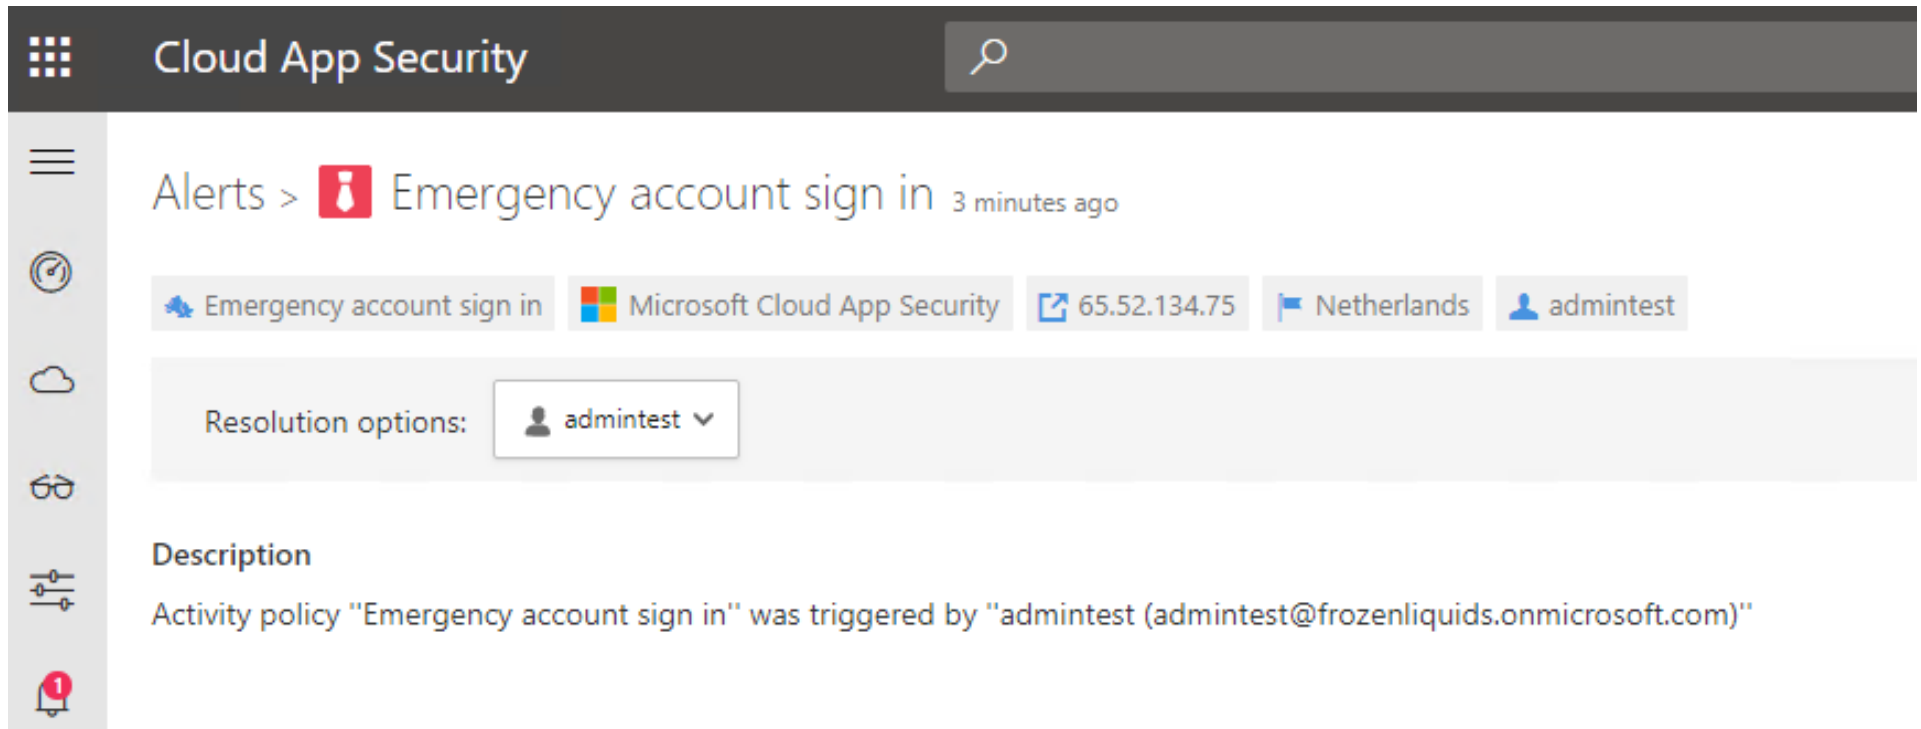 Cloud App Security
Alerts > Emergency account sign in 3 minutes ago
Emergency account sign in Microsoft Cloud App Security 65.52.134.75 Netherlands admintest
Resolution options: admintest
Description
Activity policy "Emergency account sign in" was triggered by "admintest (admintest@frozenliquids.onmicrosoft.com)"
1